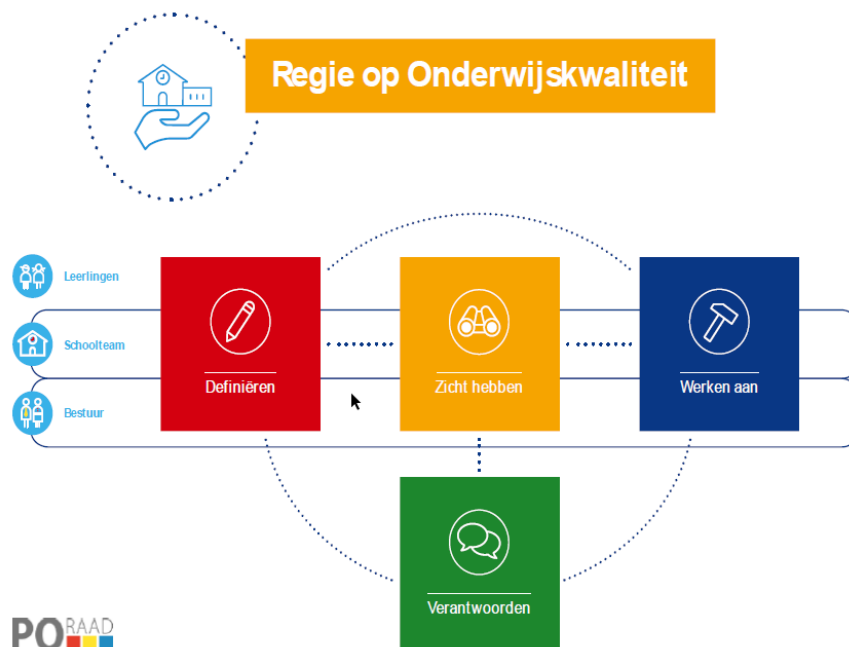 Regie op Onderwijskwaliteit
Leerlingen
Schoolteam
Bestuur
Definiëren
Zicht hebben
Werken aan
Verantwoorden
PO RAAD